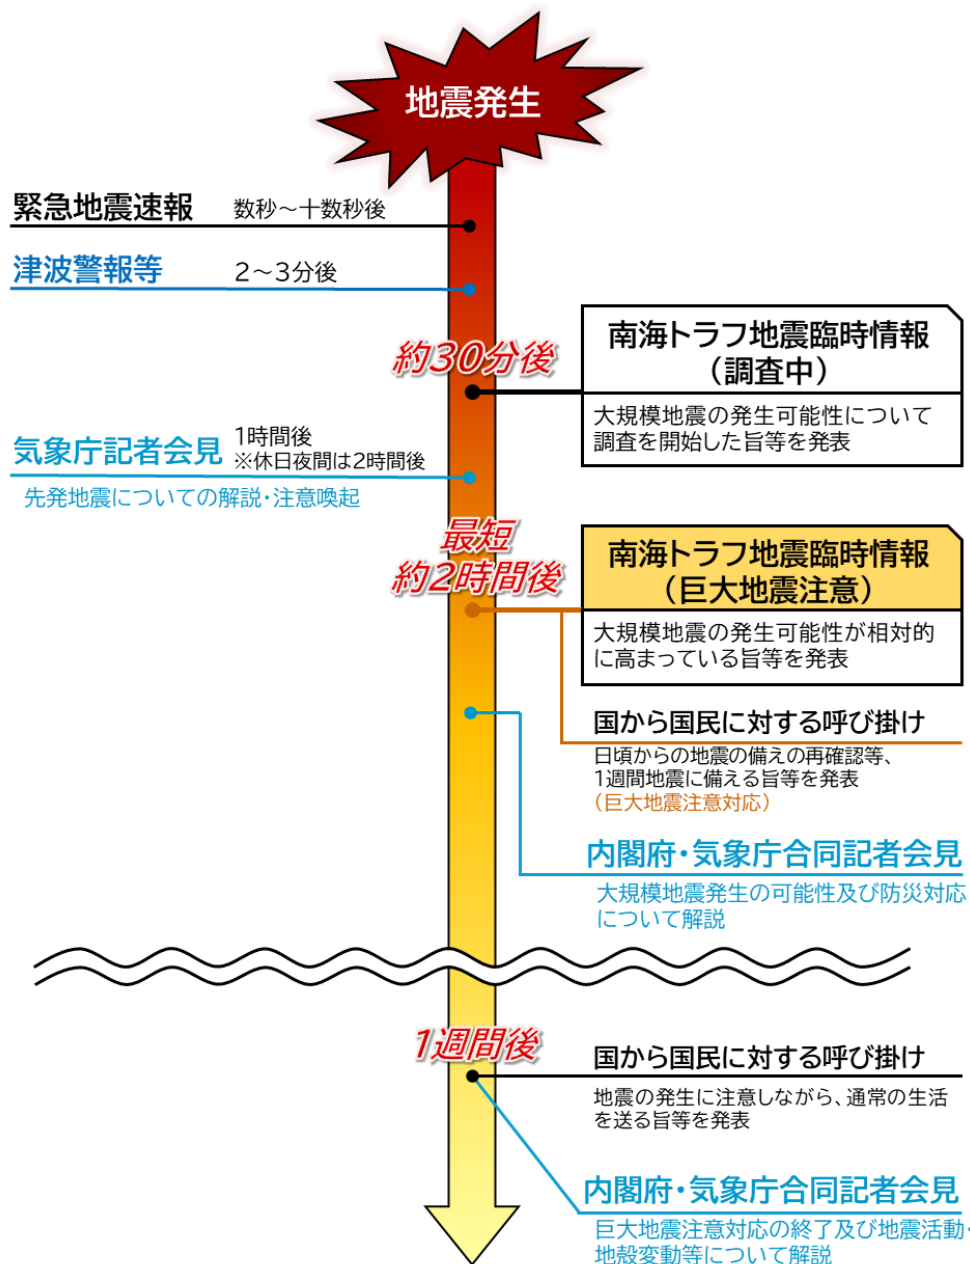 地震発生
緊急地震速報 数秒～十数秒後
津波警報等 2～3分後
約30分後
南海トラフ地震臨時情報
（調査中）
大規模地震の発生可能性について
調査を開始した旨等を発表
気象庁記者会見 1時間後
※休日夜間は2時間後
先発地震についての解説・注意喚起
最短
約2時間後
南海トラフ地震臨時情報
（巨大地震注意）
大規模地震の発生可能性が相対的
に高まっている旨等を発表
国から国民に対する呼び掛け
日頃からの地震の備えの再確認等、
1週間地震に備える旨等を発表
（巨大地震注意対応）
内閣府・気象庁合同記者会見
大規模地震発生の可能性及び防災対応
について解説
1週間後
国から国民に対する呼び掛け
地震の発生に注意しながら、通常の生活
を送る旨等を発表
内閣府・気象庁合同記者会見
巨大地震注意対応の終了及び地震活動・
地殻変動等について解説